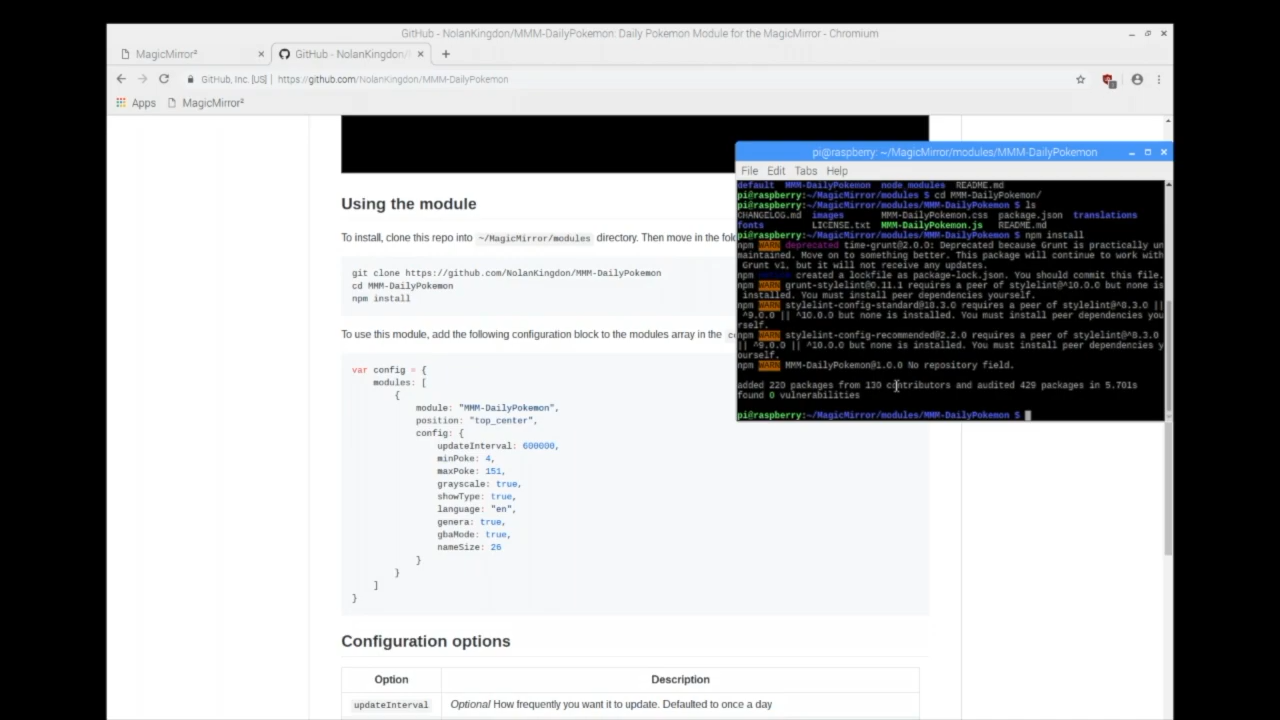 GitHub - NolanKingdon/MMM-DailyPokemon: Daily Pokemon Module for the MagicMirror - Chromium
MagicMirror²
GitHub - NolanKingdon/
GitHub, Inc. [US] | https://github.com/NolanKingdon/MMM-DailyPokemon
Apps MagicMirror²
Using the module
To install, clone this repo into ~/MagicMirror/modules directory. Then move in the fol
git clone https://github.com/NolanKingdon/MMM-DailyPokemon
cd MMM-DailyPokemon
npm install
To use this module, add the following configuration block to the modules array in the
var config = {
modules: [
{
module: "MMM-DailyPokemon",
position: "top_center",
config: {
updateInterval: 600000,
minPoke: 4,
maxPoke: 151,
grayscale: true,
showType: true,
language: "en",
genera: true,
gbaMode: true,
nameSize: 26
}
}
]
}
Configuration options
Option Description
updateInterval Optional How frequently you want it to update. Defaulted to once a day
pi@raspberry: ~/MagicMirror/modules/MMM-DailyPokemon
File Edit Tabs Help
default MMM-DailyPokemon node_modules README.md
pi@raspberry:~/MagicMirror/modules $ cd MMM-DailyPokemon/
pi@raspberry:~/MagicMirror/modules/MMM-DailyPokemon $ ls
CHANGELOG.md images MMM-DailyPokemon.css package.json translations
fonts LICENSE.txt MMM-DailyPokemon.js README.md
pi@raspberry:~/MagicMirror/modules/MMM-DailyPokemon $ npm install
npm WARN deprecated time-grunt@2.0.0: Deprecated because Grunt is practically un
maintained. Move on to something better. This package will continue to work with
Grunt v1, but it will not receive any updates.
npm notice created a lockfile as package-lock.json. You should commit this file.
npm WARN grunt-stylelint@0.11.1 requires a peer of stylelint@^10.0.0 but none is
installed. You must install peer dependencies yourself.
npm WARN stylelint-config-standard@18.3.0 requires a peer of stylelint@^8.3.0 ||
^9.0.0 || ^10.0.0 but none is installed. You must install peer dependencies you
rself.
npm WARN stylelint-config-recommended@2.2.0 requires a peer of stylelint@^8.3.0
|| ^9.0.0 || ^10.0.0 but none is installed. You must install peer dependencies y
ourself.
npm WARN MMM-DailyPokemon@1.0.0 No repository field.
added 220 packages from 130 contributors and audited 429 packages in 5.701s
found 0 vulnerabilities
pi@raspberry:~/MagicMirror/modules/MMM-DailyPokemon $